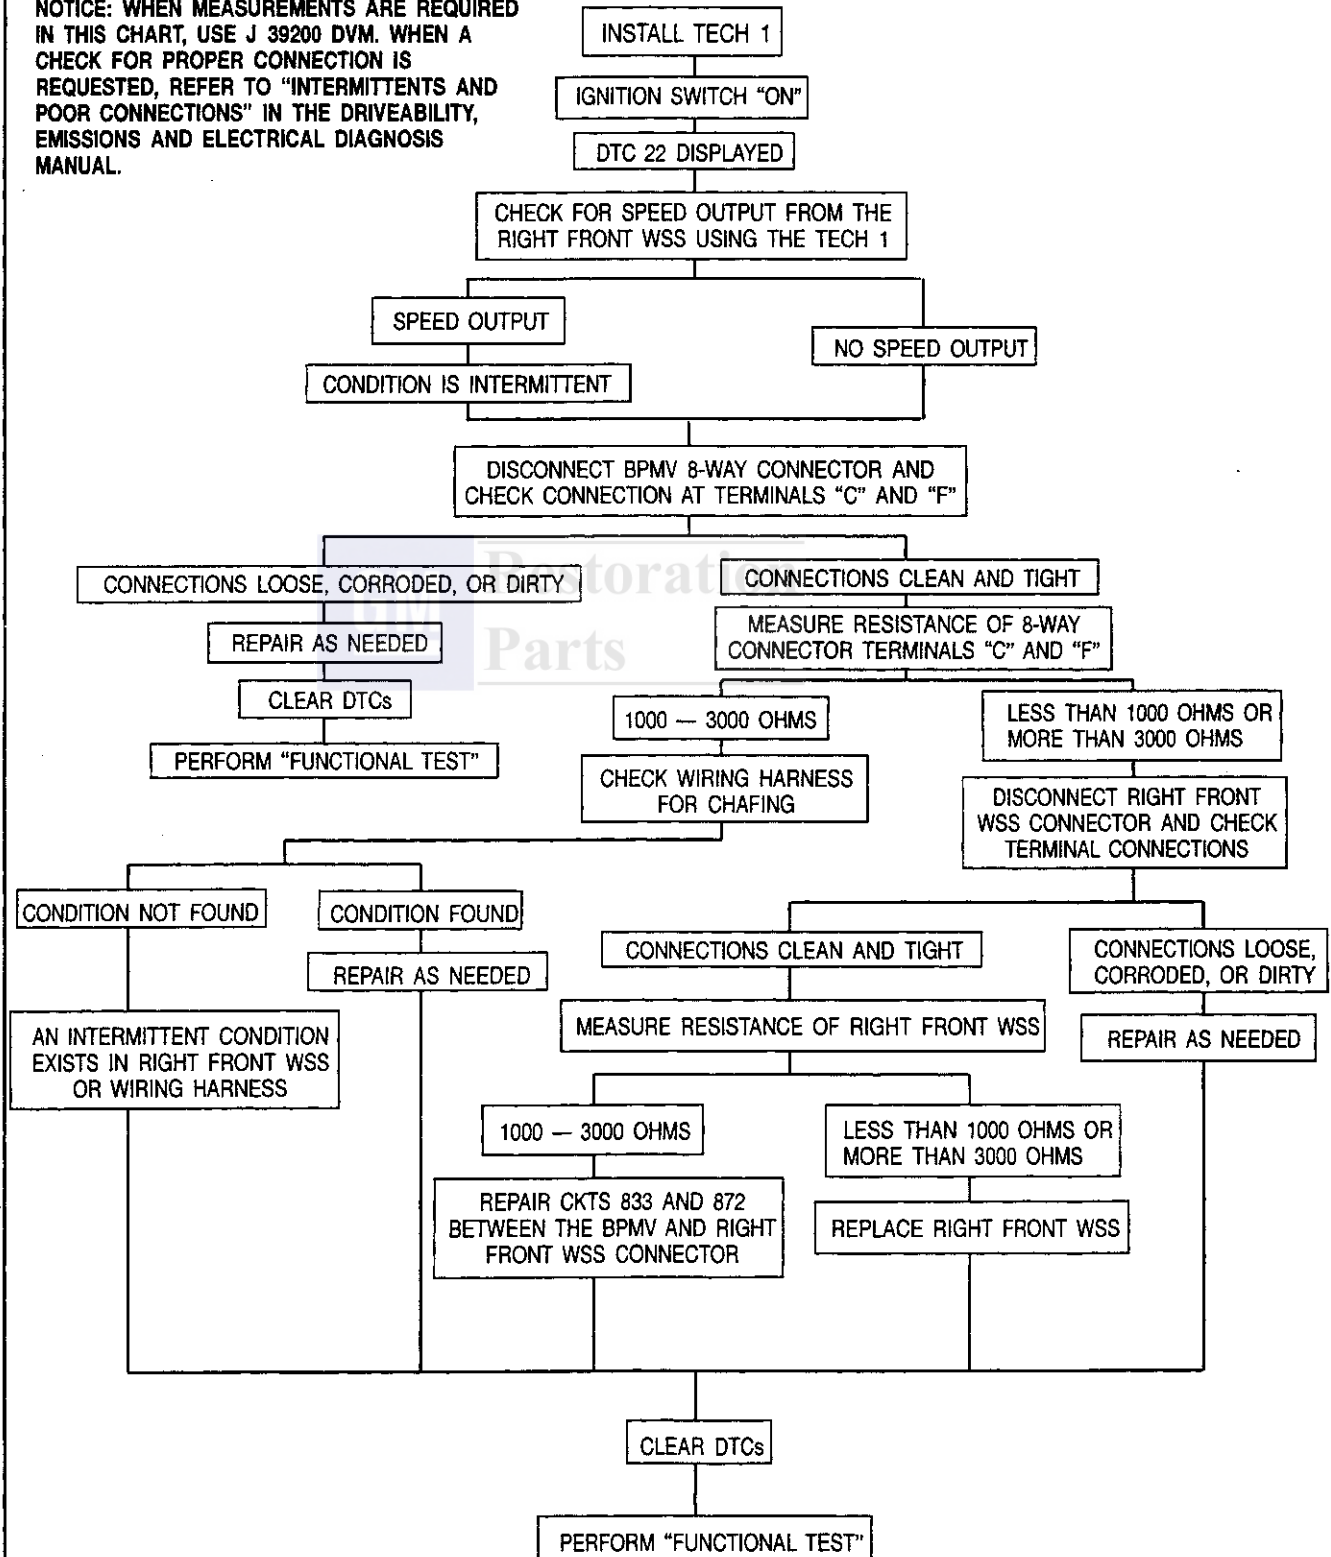 NOTICE: WHEN MEASUREMENTS ARE REQUIRED
IN THIS CHART, USE J 39200 DVM. WHEN A
CHECK FOR PROPER CONNECTION IS
REQUESTED, REFER TO “INTERMITTENTS AND
POOR CONNECTIONS” IN THE DRIVEABILITY,
EMISSIONS AND ELECTRICAL DIAGNOSIS
MANUAL.
INSTALL TECH 1
IGNITION SWITCH “ON”
DTC 22 DISPLAYED
CHECK FOR SPEED OUTPUT FROM THE
RIGHT FRONT WSS USING THE TECH 1
SPEED OUTPUT
NO SPEED OUTPUT
CONDITION IS INTERMITTENT
DISCONNECT BPMV 8-WAY CONNECTOR AND
CHECK CONNECTION AT TERMINALS “C” AND “F”
GM
Restoration
Parts
CONNECTIONS LOOSE, CORRODED, OR DIRTY
REPAIR AS NEEDED
CLEAR DTCs
PERFORM “FUNCTIONAL TEST”
CONNECTIONS CLEAN AND TIGHT
MEASURE RESISTANCE OF 8-WAY
CONNECTOR TERMINALS “C” AND “F”
1000 — 3000 OHMS
CHECK WIRING HARNESS
FOR CHAFING
LESS THAN 1000 OHMS OR
MORE THAN 3000 OHMS
DISCONNECT RIGHT FRONT
WSS CONNECTOR AND CHECK
TERMINAL CONNECTIONS
CONDITION NOT FOUND
AN INTERMITTENT CONDITION
EXISTS IN RIGHT FRONT WSS
OR WIRING HARNESS
CONDITION FOUND
REPAIR AS NEEDED
CONNECTIONS CLEAN AND TIGHT
MEASURE RESISTANCE OF RIGHT FRONT WSS
CONNECTIONS LOOSE,
CORRODED, OR DIRTY
REPAIR AS NEEDED
1000 — 3000 OHMS
REPAIR CKTS 833 AND 872
BETWEEN THE BPMV AND RIGHT
FRONT WSS CONNECTOR
LESS THAN 1000 OHMS OR
MORE THAN 3000 OHMS
REPLACE RIGHT FRONT WSS
CLEAR DTCs
PERFORM “FUNCTIONAL TEST”